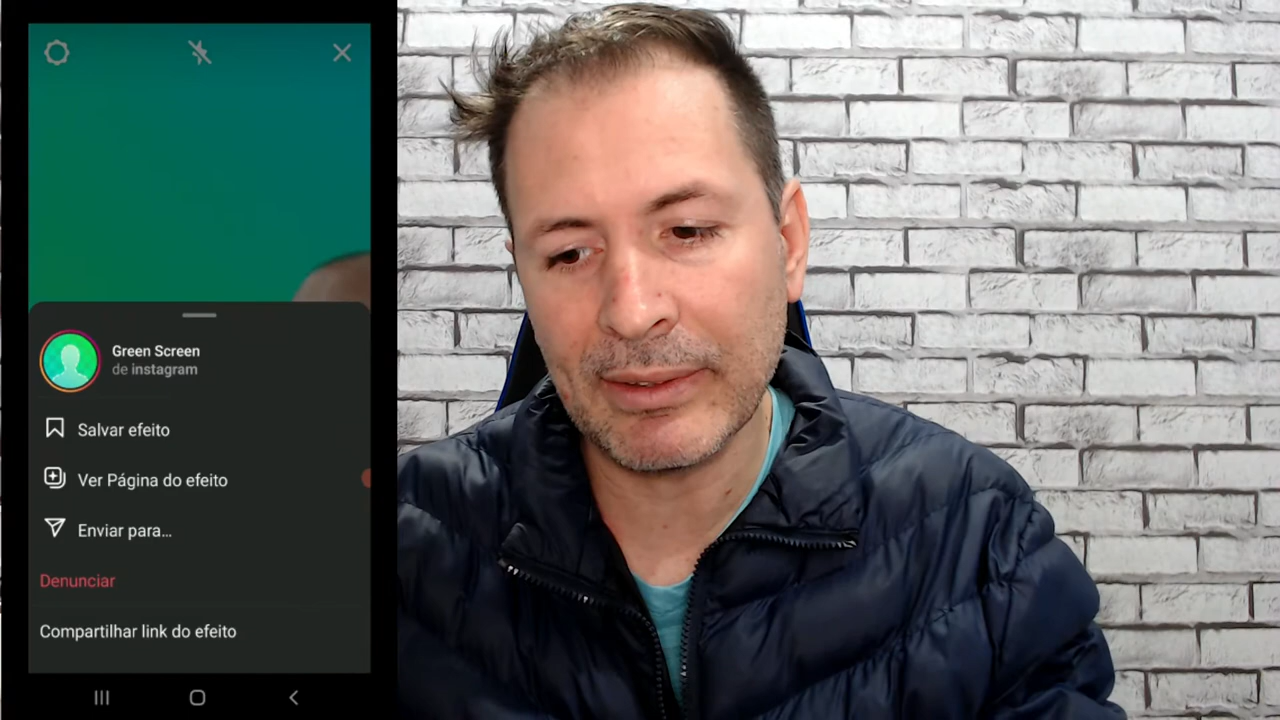 Green Screen
de instagram
Salvar efeito
Ver Página do efeito
Enviar para...
Denunciar
Compartilhar link do efeito